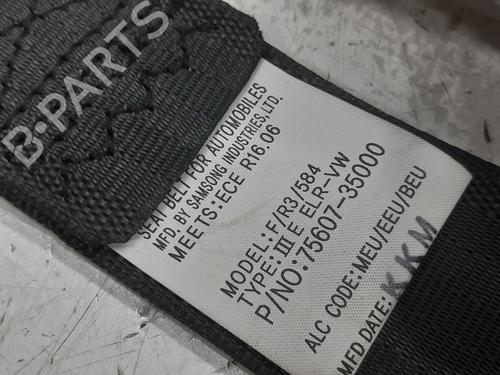 B-PARTS
SEAT BELT FOR AUTOMOBILES
MFD. BY SAMSONG INDUSTRIES, LTD.
MEETS:ECE R16.06
MODEL: F/R3/584
TYPE: III E ELR-VW
P/NO: 75607-35000
ALC CODE: MEU/EEU/BEU
MFD DATE: KKM